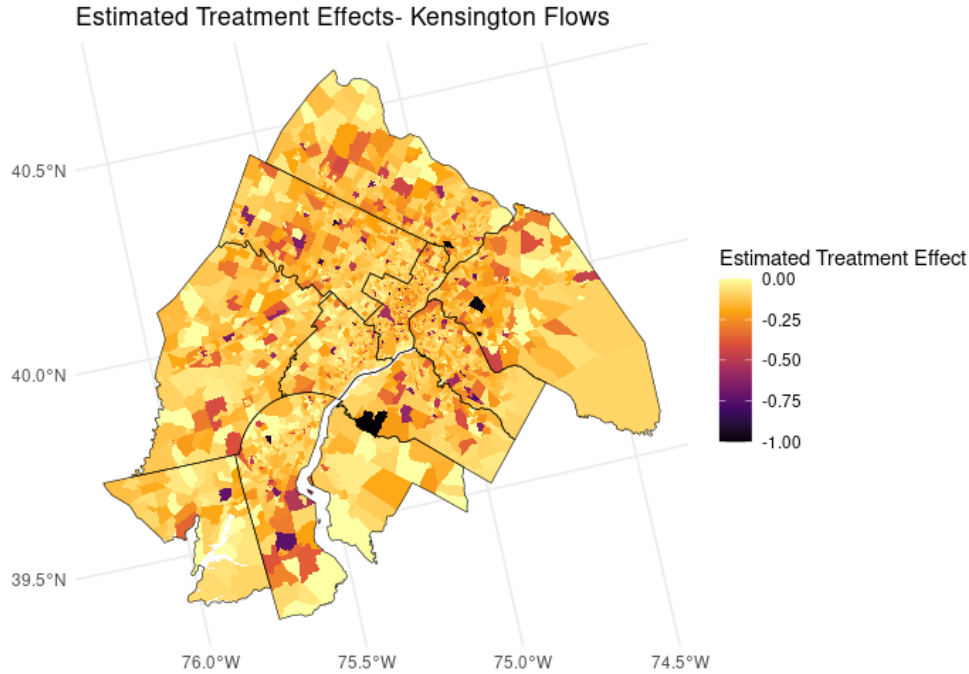 Estimated Treatment Effects- Kensington Flows
40.5°N
40.0°N
39.5°N
76.0°W
75.5°W
75.0°W
74.5°W
Estimated Treatment Effect
0.00
-0.25
-0.50
-0.75
-1.00